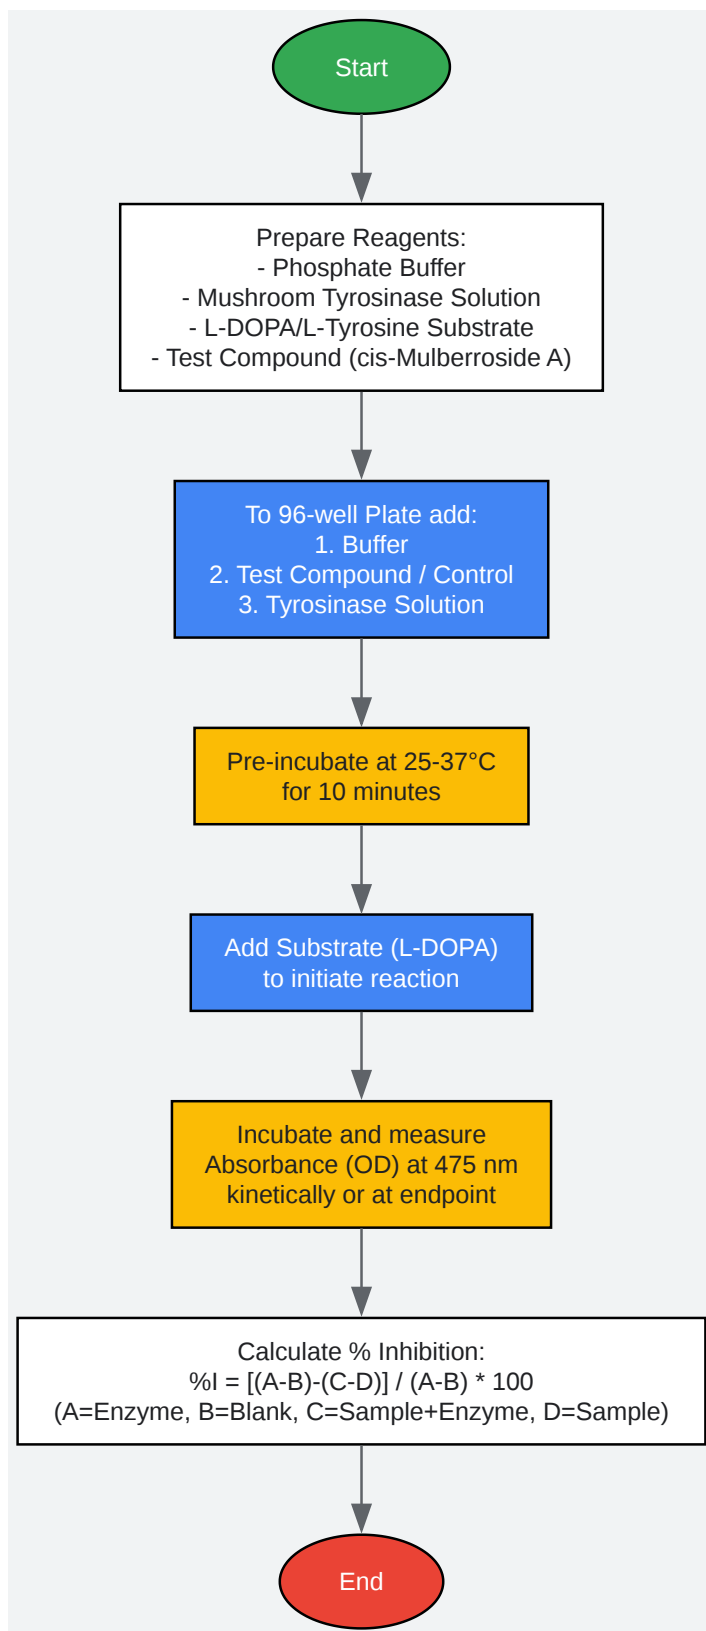 Start
Prepare Reagents:
- Phosphate Buffer
- Mushroom Tyrosinase Solution
- L-DOPA/L-Tyrosine Substrate
- Test Compound (cis-Mulberroside A)
To 96-well Plate add:
1. Buffer
2. Test Compound / Control
3. Tyrosinase Solution
Pre-incubate at 25-37°C
for 10 minutes
Add Substrate (L-DOPA)
to initiate reaction
Incubate and measure
Absorbance (OD) at 475 nm
kinetically or at endpoint
Calculate % Inhibition:
%I = [(A-B)-(C-D)] / (A-B) * 100
(A=Enzyme, B=Blank, C=Sample+Enzyme, D=Sample)
End